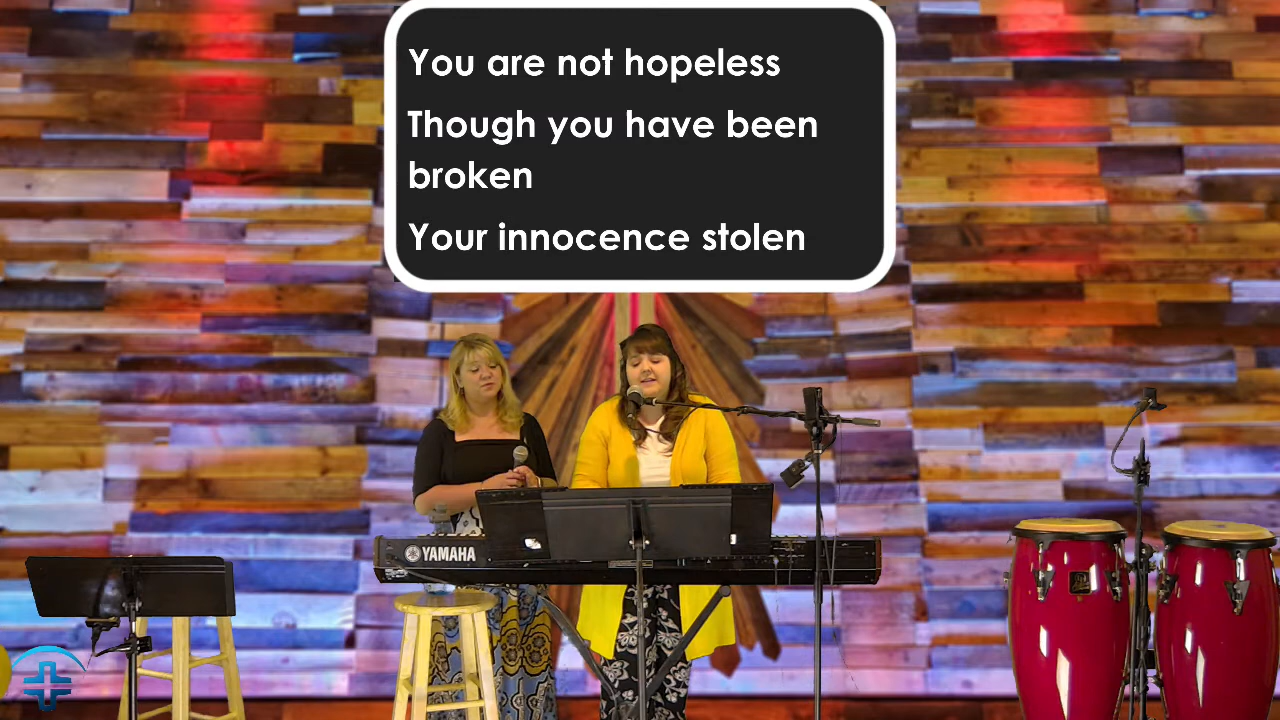 You are not hopeless
Though you have been
broken
Your innocence stolen
YAMAHA